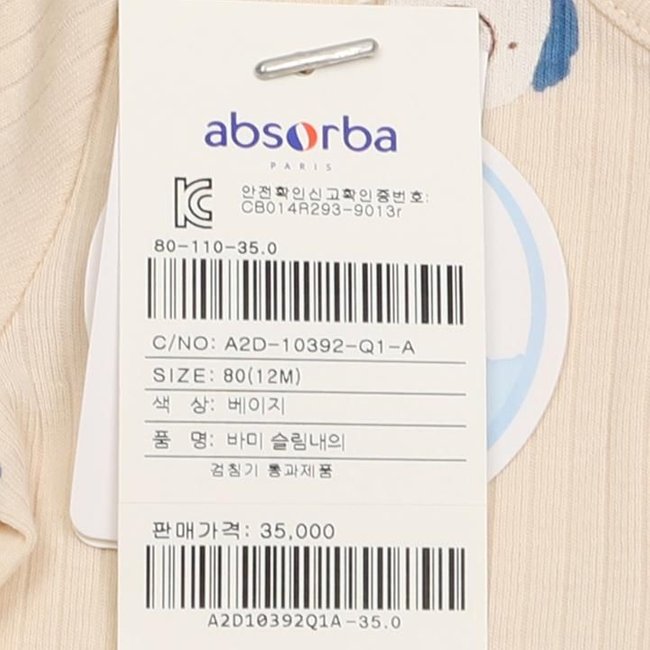 absorba
PARIS
안전확인신고확인증번호:
CB014R293-9013r
80-110-35.0
C/NO: A2D-10392-Q1-A
SIZE: 80(12M)
색 상: 베이지
품 명: 바미 슬림내의
검침기 통과제품
판매가격: 35,000
A2D10392Q1A-35.0